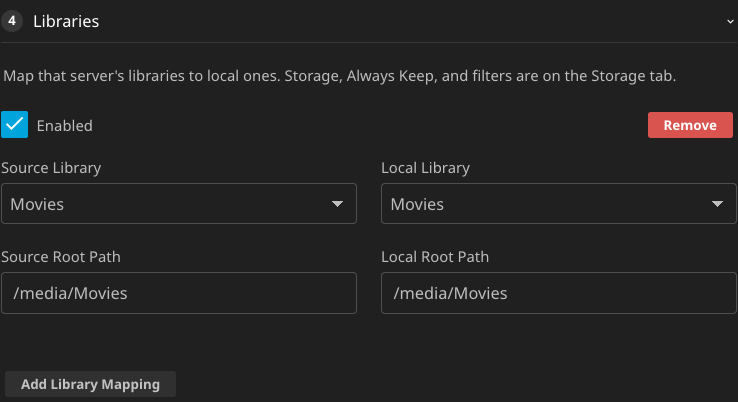 4 Libraries
Map that server's libraries to local ones. Storage, Always Keep, and filters are on the Storage tab.
Enabled Remove
Source Library Local Library
Movies Movies
Source Root Path Local Root Path
/media/Movies /media/Movies
Add Library Mapping